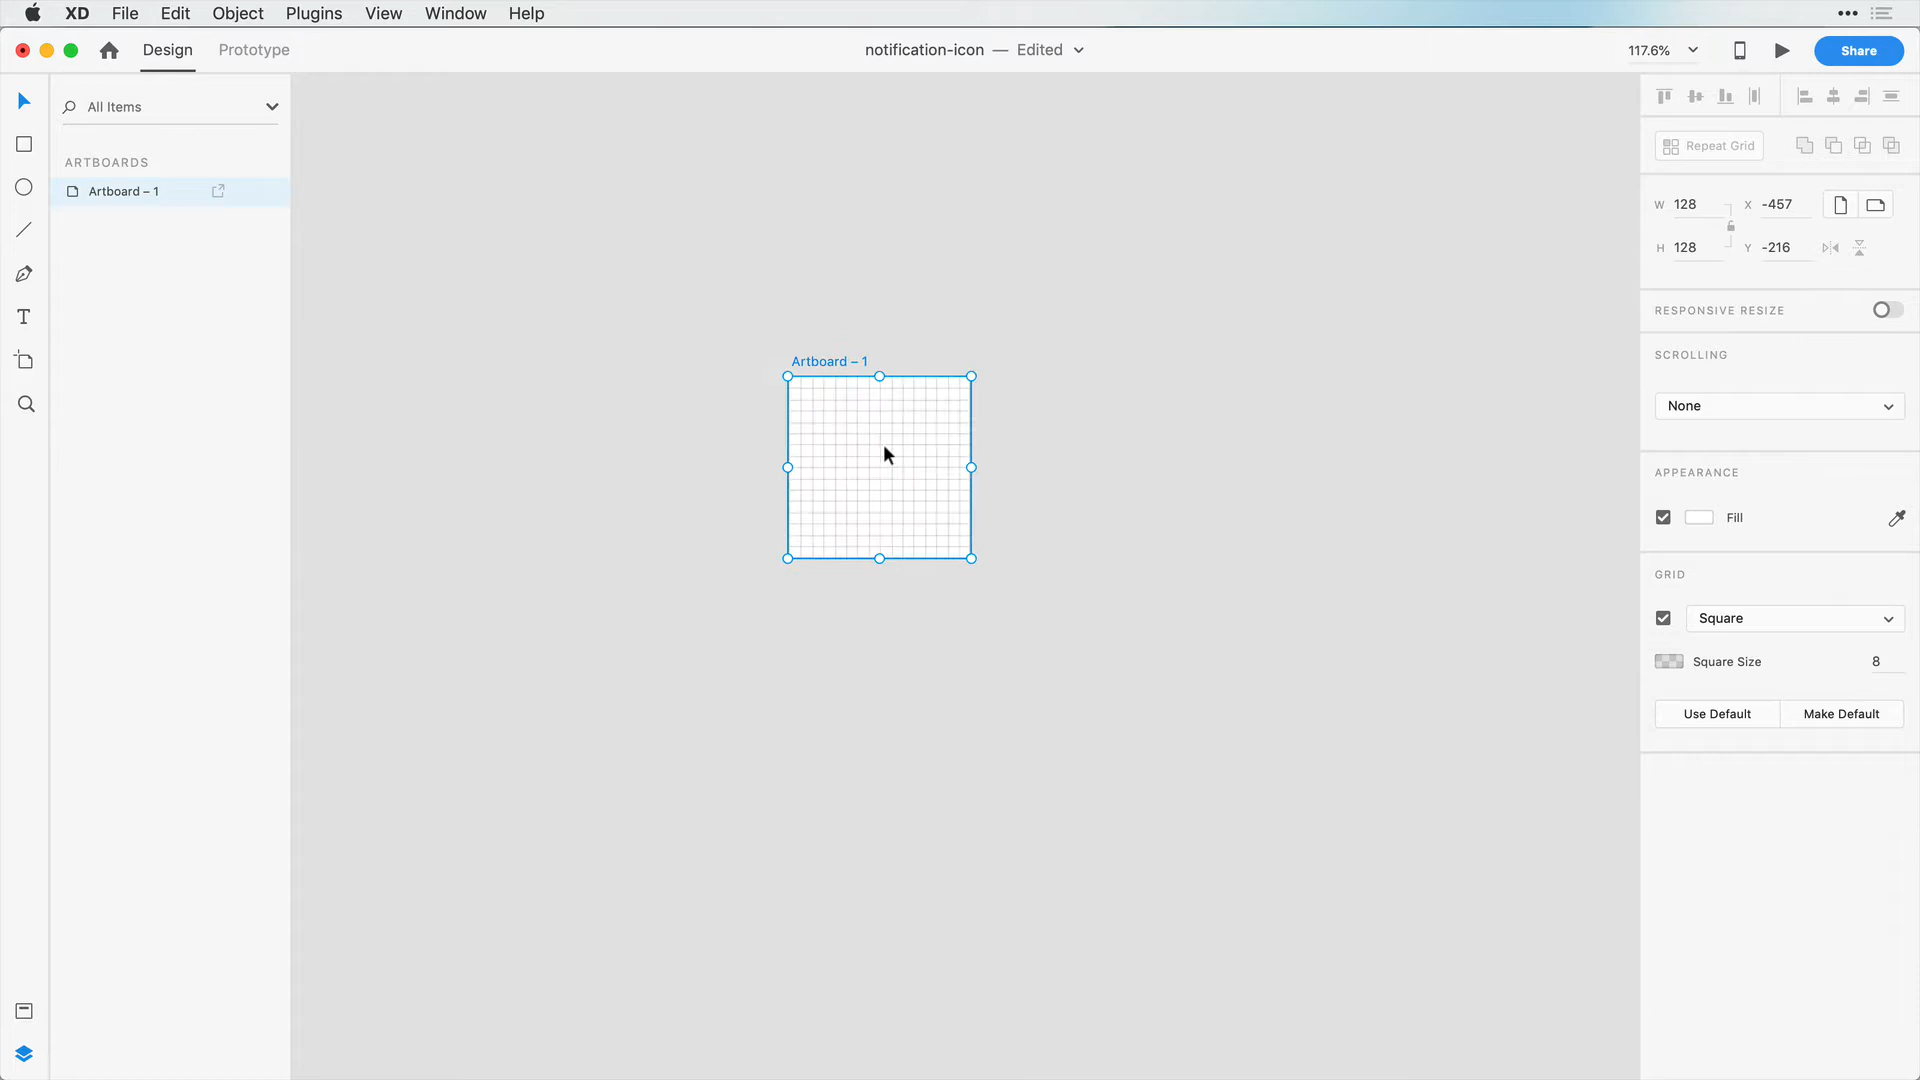 XD File Edit Object Plugins View Window Help
Design Prototype
notification-icon — Edited
117.6%
Share
All Items
ARTBOARDS
Artboard – 1
Artboard – 1
Repeat Grid
W 128 X -457
H 128 Y -216
RESPONSIVE RESIZE
SCROLLING
None
APPEARANCE
Fill
GRID
Square
Square Size 8
Use Default Make Default